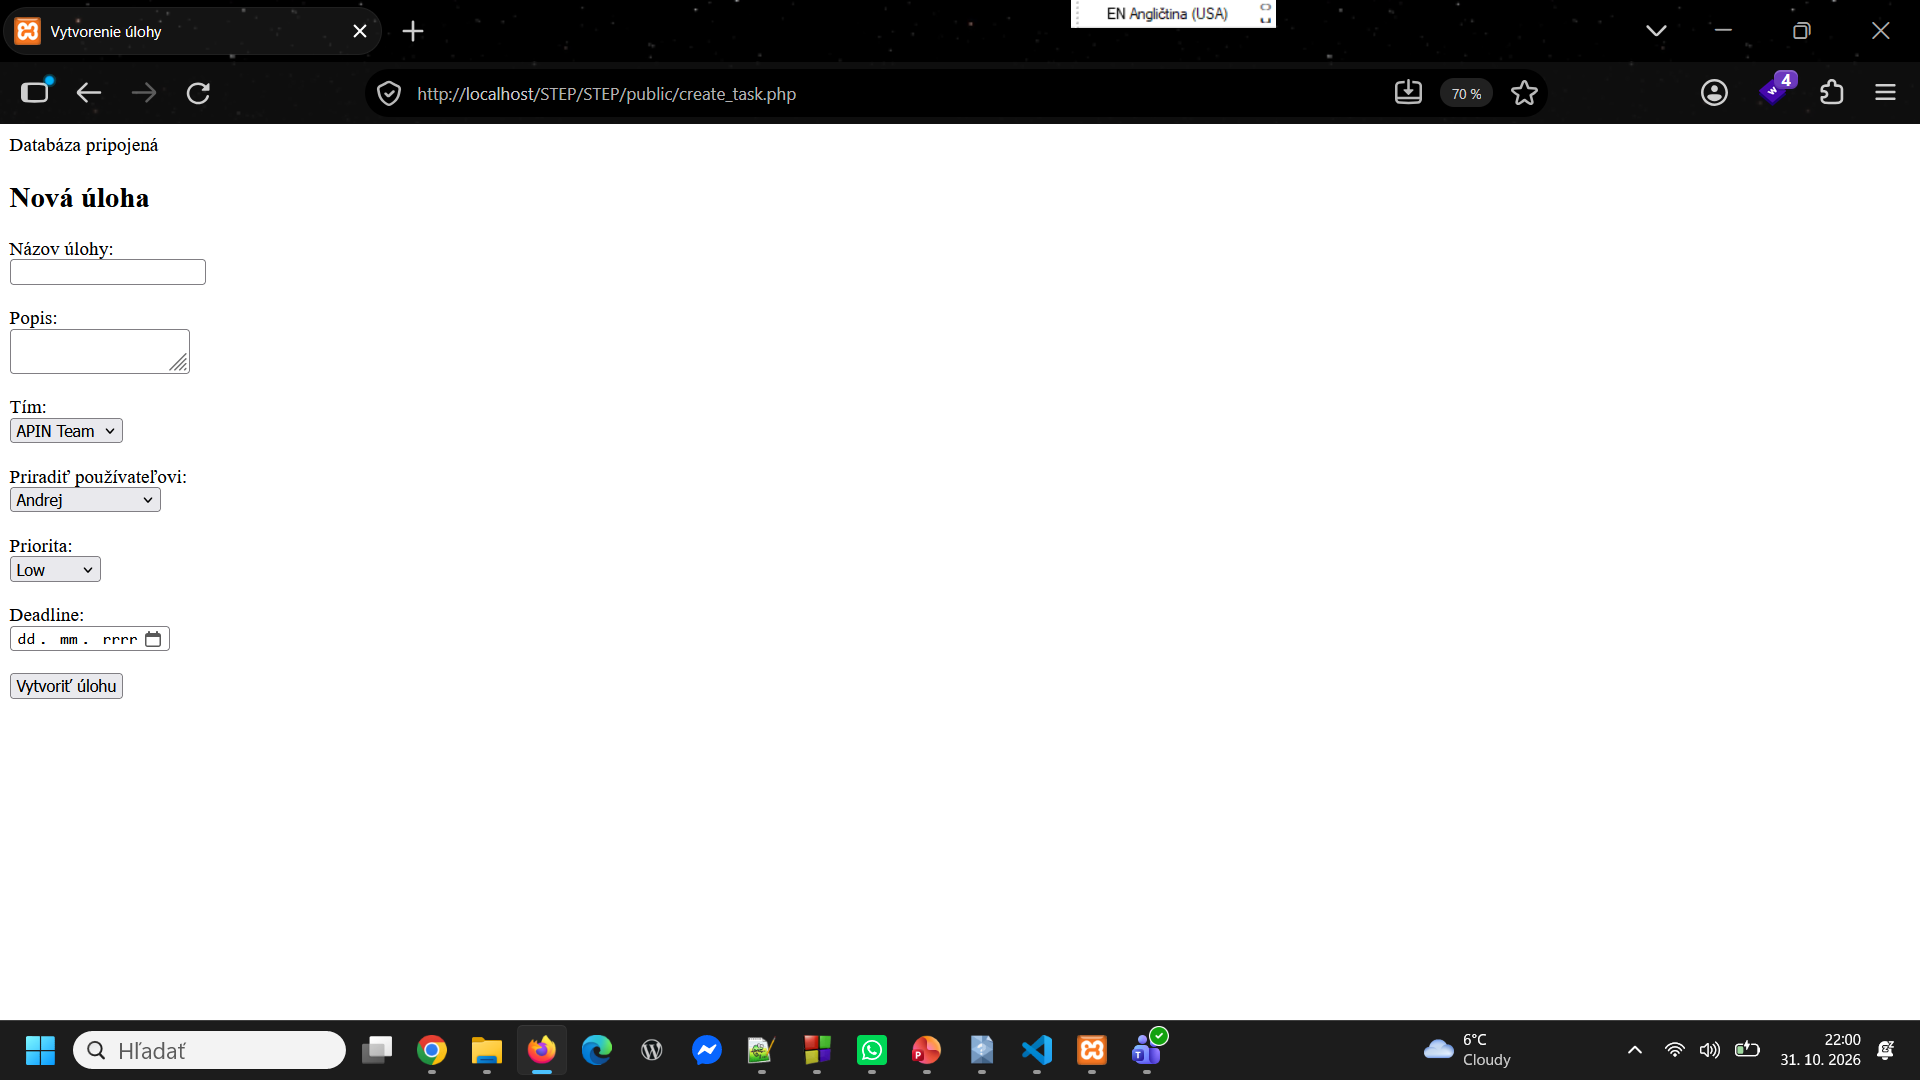 Vytvorenie úlohy
EN Angličtina (USA)
http://localhost/STEP/STEP/public/create_task.php
70 %
4
Databáza pripojená
Nová úloha
Názov úlohy:
Popis:
Tím:
APIN Team
Priradiť používateľovi:
Andrej
Priorita:
Low
Deadline:
dd. mm. rrrr
Vytvoriť úlohu
Hľadať
6°C
Cloudy
22:00
31. 10. 2026